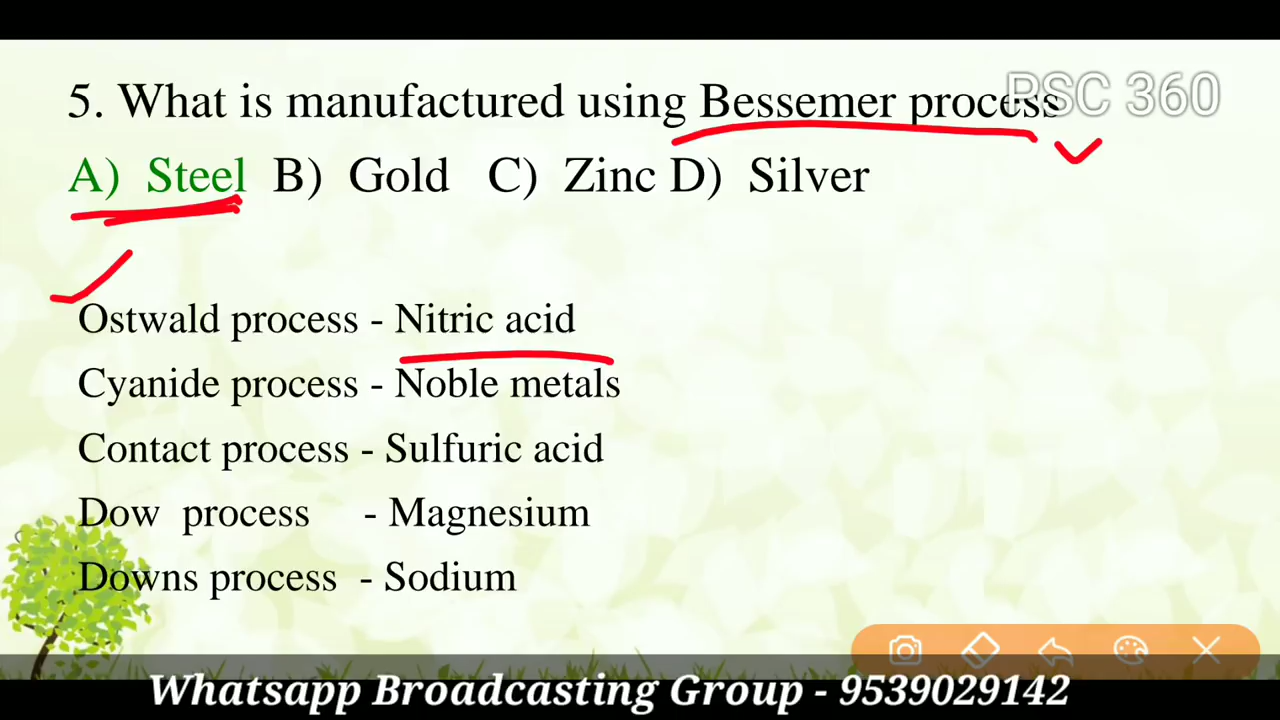 PSC 360
5. What is manufactured using Bessemer process
A) Steel B) Gold C) Zinc D) Silver
Ostwald process - Nitric acid
Cyanide process - Noble metals
Contact process - Sulfuric acid
Dow process - Magnesium
Downs process - Sodium
Whatsapp Broadcasting Group - 9539029142